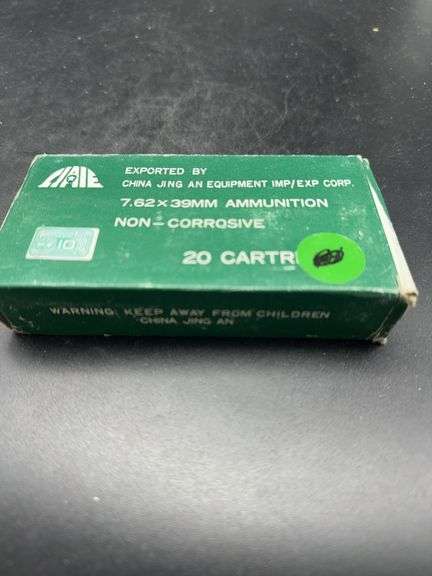 EXPORTED BY
CHINA JING AN EQUIPMENT IMP/EXP CORP.
7.62×39MM AMMUNITION
NON-CORROSIVE
20 CARTR
WARNING: KEEP AWAY FROM CHILDREN
CHINA JING AN